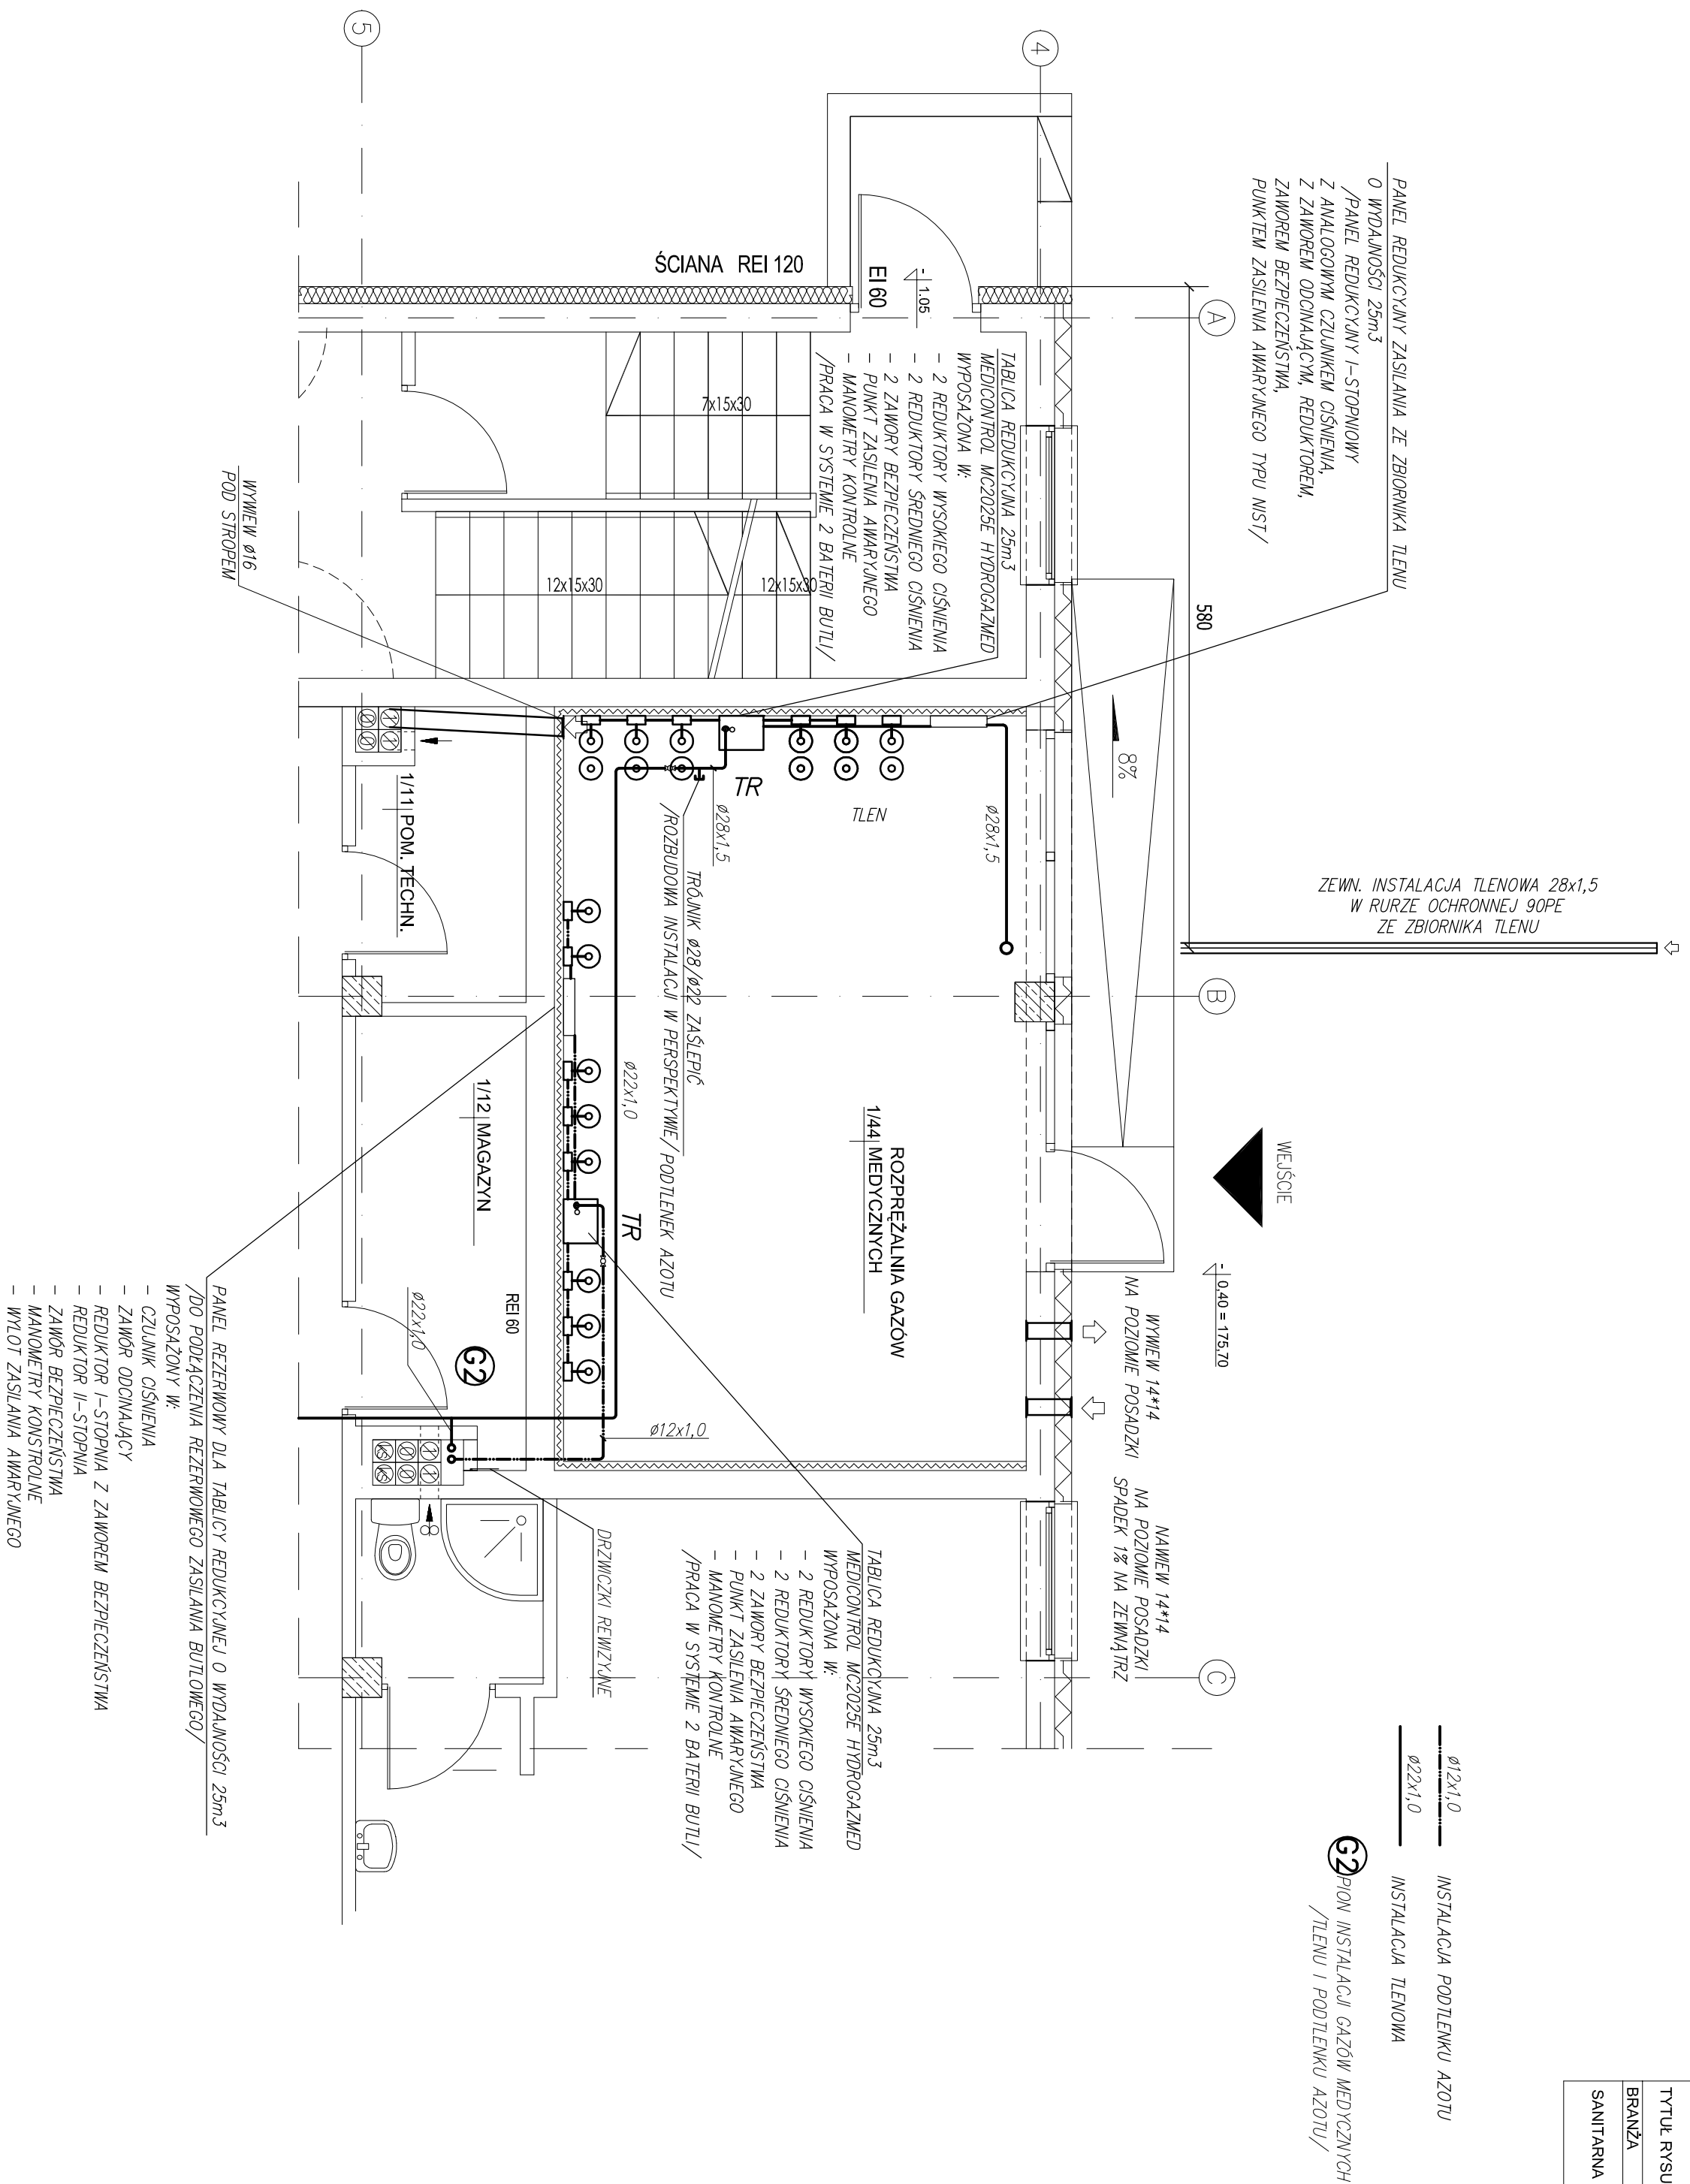 5
4
A
B
C
PANEL REDUKCYJNY ZASILANIA ZE ZBIORNIKA TLENU
O WYDAJNOŚCI 25m3
/PANEL REDUKCYJNY I-STOPNIOWY
Z ANALOGOWYM CZUJNIKEM CIŚNIENIA,
Z ZAWOREM ODCINAJĄCYM, REDUKTOREM,
ZAWOREM BEZPIECZEŃSTWA,
PUNKTEM ZASILENIA AWARYJNEGO TYPU NIST/
ŚCIANA REI 120
EI 60
- 1.05
580
TABLICA REDUKCYJNA 25m3
MEDICONTROL MC2025E HYDROGAZMED
WYPOSAŻONA W:
- 2 REDUKTORY WYSOKIEGO CIŚNIENIA
- 2 REDUKTORY ŚREDNIEGO CIŚNIENIA
- 2 ZAWORY BEZPIECZEŃSTWA
- PUNKT ZASILENIA AWARYJNEGO
- MANOMETRY KONTROLNE
/PRACA W SYSTEMIE 2 BATERII BUTLI/
7x15x30
12x15x30
12x15x30
WYWIEW ø16
POD STROPEM
8%
ZEWN. INSTALACJA TLENOWA 28x1,5
W RURZE OCHRONNEJ 90PE
ZE ZBIORNIKA TLENU
TR
TLEN
ø28x1,5
ø28x1,5
TRÓJNIK ø28/ø22 ZAŚLEPIĆ
/ROZBUDOWA INSTALACJI W PERSPEKTYWIE/
PODTLENEK AZOTU
1/11 POM. TECHN.
1/12 MAGAZYN
ø22x1,0
TR
ROZPRĘŻALNIA GAZÓW
1/44 MEDYCZNYCH
WEJŚCIE
- 0,40 = 175,70
WYWIEW 14*14
NA POZIOMIE POSADZKI
NAWIEW 14*14
NA POZIOMIE POSADZKI
SPADEK 1% NA ZEWNĄTRZ
REI 60
G2
ø22x1,0
ø12x1,0
DRZWICZKI REWIZYJNE
TABLICA REDUKCYJNA 25m3
MEDICONTROL MC2025E HYDROGAZMED
WYPOSAŻONA W:
- 2 REDUKTORY WYSOKIEGO CIŚNIENIA
- 2 REDUKTORY ŚREDNIEGO CIŚNIENIA
- 2 ZAWORY BEZPIECZEŃSTWA
- PUNKT ZASILENIA AWARYJNEGO
- MANOMETRY KONTROLNE
/PRACA W SYSTEMIE 2 BATERII BUTLI/
PANEL REZERWOWY DLA TABLICY REDUKCYJNEJ O WYDAJNOŚCI 25m3
/DO PODŁĄCZENIA REZERWOWEGO ZASILANIA BUTLOWEGO/
WYPOSAŻONY W:
- CZUJNIK CIŚNIENIA
- ZAWÓR ODCINAJĄCY
- REDUKTOR I-STOPNIA Z ZAWOREM BEZPIECZEŃSTWA
- REDUKTOR II-STOPNIA
- ZAWÓR BEZPIECZEŃSTWA
- MANOMETRY KONSTROLNE
- WYLOT ZASILANIA AWARYJNEGO
ø12x1,0
INSTALACJA PODTLENKU AZOTU
ø22x1,0
INSTALACJA TLENOWA
G2 PION INSTALACJI GAZÓW MEDYCZNYCH
/TLENU I PODTLENKU AZOTU/
TYTUŁ RYSU
BRANŻA
SANITARNA